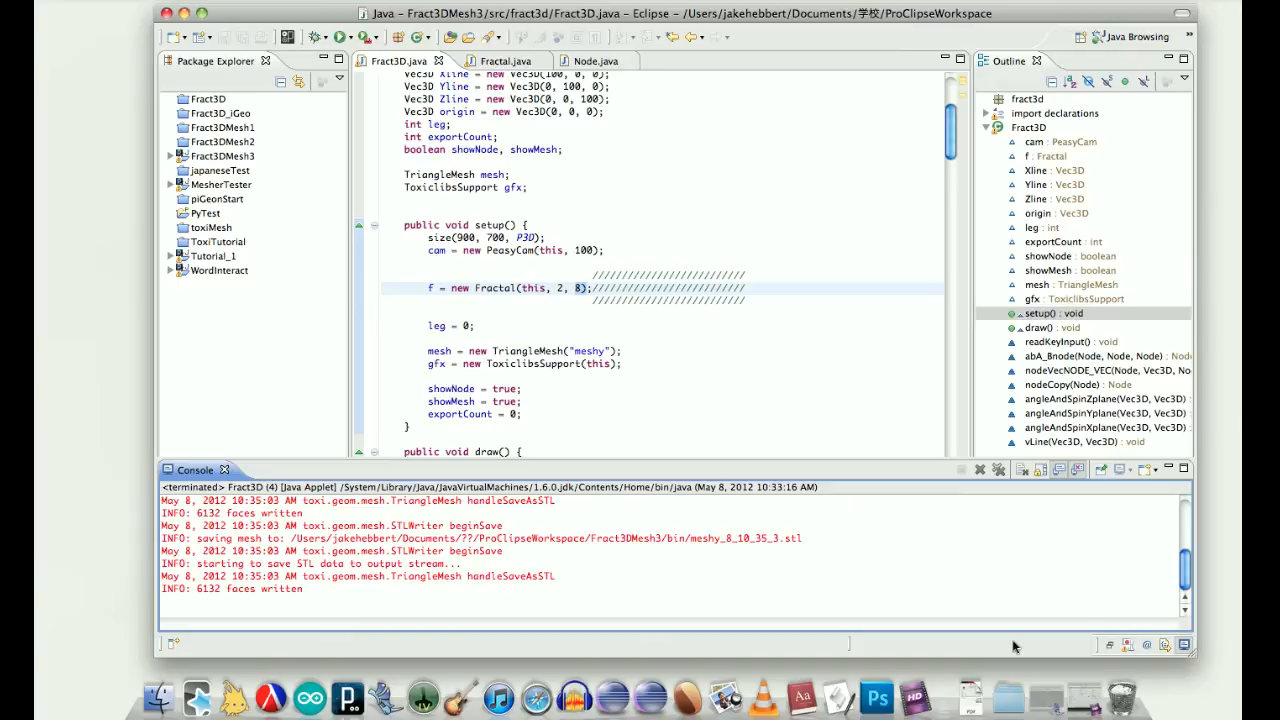 Java - Fract3DMesh3/src/fract3d/Fract3D.java - Eclipse - /Users/jakehebbert/Documents/学校/ProClipseWorkspace
Java Browsing
Package Explorer
Fract3D
Fract3D_iGeo
Fract3DMesh1
Fract3DMesh2
Fract3DMesh3
japaneseTest
MesherTester
piGeonStart
PyTest
toxiMesh
ToxiTutorial
Tutorial_1
WordInteract
Fract3D.java
Fractal.java
Node.java
Vec3D Xline = new Vec3D(100, 0, 0);
Vec3D Yline = new Vec3D(0, 100, 0);
Vec3D Zline = new Vec3D(0, 0, 100);
Vec3D origin = new Vec3D(0, 0, 0);
int leg;
int exportCount;
boolean showNode, showMesh;
TriangleMesh mesh;
ToxiclibsSupport gfx;
public void setup() {
size(900, 700, P3D);
cam = new PeasyCam(this, 100);
//////////////////////////
f = new Fractal(this, 2, 8);//////////////////////////
//////////////////////////
leg = 0;
mesh = new TriangleMesh("meshy");
gfx = new ToxiclibsSupport(this);
showNode = true;
showMesh = true;
exportCount = 0;
}
public void draw() {
Outline
fract3d
import declarations
Fract3D
cam : PeasyCam
f : Fractal
Xline : Vec3D
Yline : Vec3D
Zline : Vec3D
origin : Vec3D
leg : int
exportCount : int
showNode : boolean
showMesh : boolean
mesh : TriangleMesh
gfx : ToxiclibsSupport
setup() : void
draw() : void
readKeyInput() : void
abA_Bnode(Node, Node, Node) : Node
nodeVecNODE_VEC(Node, Vec3D, No
nodeCopy(Node) : Node
angleAndSpinZplane(Vec3D, Vec3D) :
angleAndSpinYplane(Vec3D, Vec3D) :
angleAndSpinXplane(Vec3D, Vec3D) :
vLine(Vec3D, Vec3D) : void
Console
<terminated> Fract3D (4) [Java Applet] /System/Library/Java/JavaVirtualMachines/1.6.0.jdk/Contents/Home/bin/java (May 8, 2012 10:33:16 AM)
May 8, 2012 10:35:03 AM toxi.geom.mesh.TriangleMesh handleSaveAsSTL
INFO: 6132 faces written
May 8, 2012 10:35:03 AM toxi.geom.mesh.STLWriter beginSave
INFO: saving mesh to: /Users/jakehebbert/Documents/??/ProClipseWorkspace/Fract3DMesh3/bin/meshy_8_10_35_3.stl
May 8, 2012 10:35:03 AM toxi.geom.mesh.STLWriter beginSave
INFO: starting to save STL data to output stream...
May 8, 2012 10:35:03 AM toxi.geom.mesh.TriangleMesh handleSaveAsSTL
INFO: 6132 faces written
Ps
HD